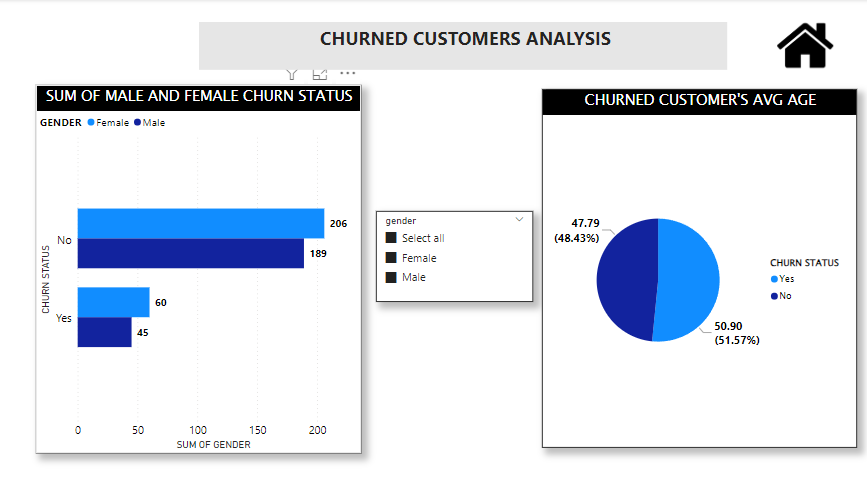 CHURNED CUSTOMERS ANALYSIS
SUM OF MALE AND FEMALE CHURN STATUS
GENDER Female Male
CHURN STATUS
No
206
189
Yes
60
45
0 50 100 150 200
SUM OF GENDER
gender
Select all
Female
Male
CHURNED CUSTOMER'S AVG AGE
47.79
(48.43%)
50.90
(51.57%)
CHURN STATUS
Yes
No